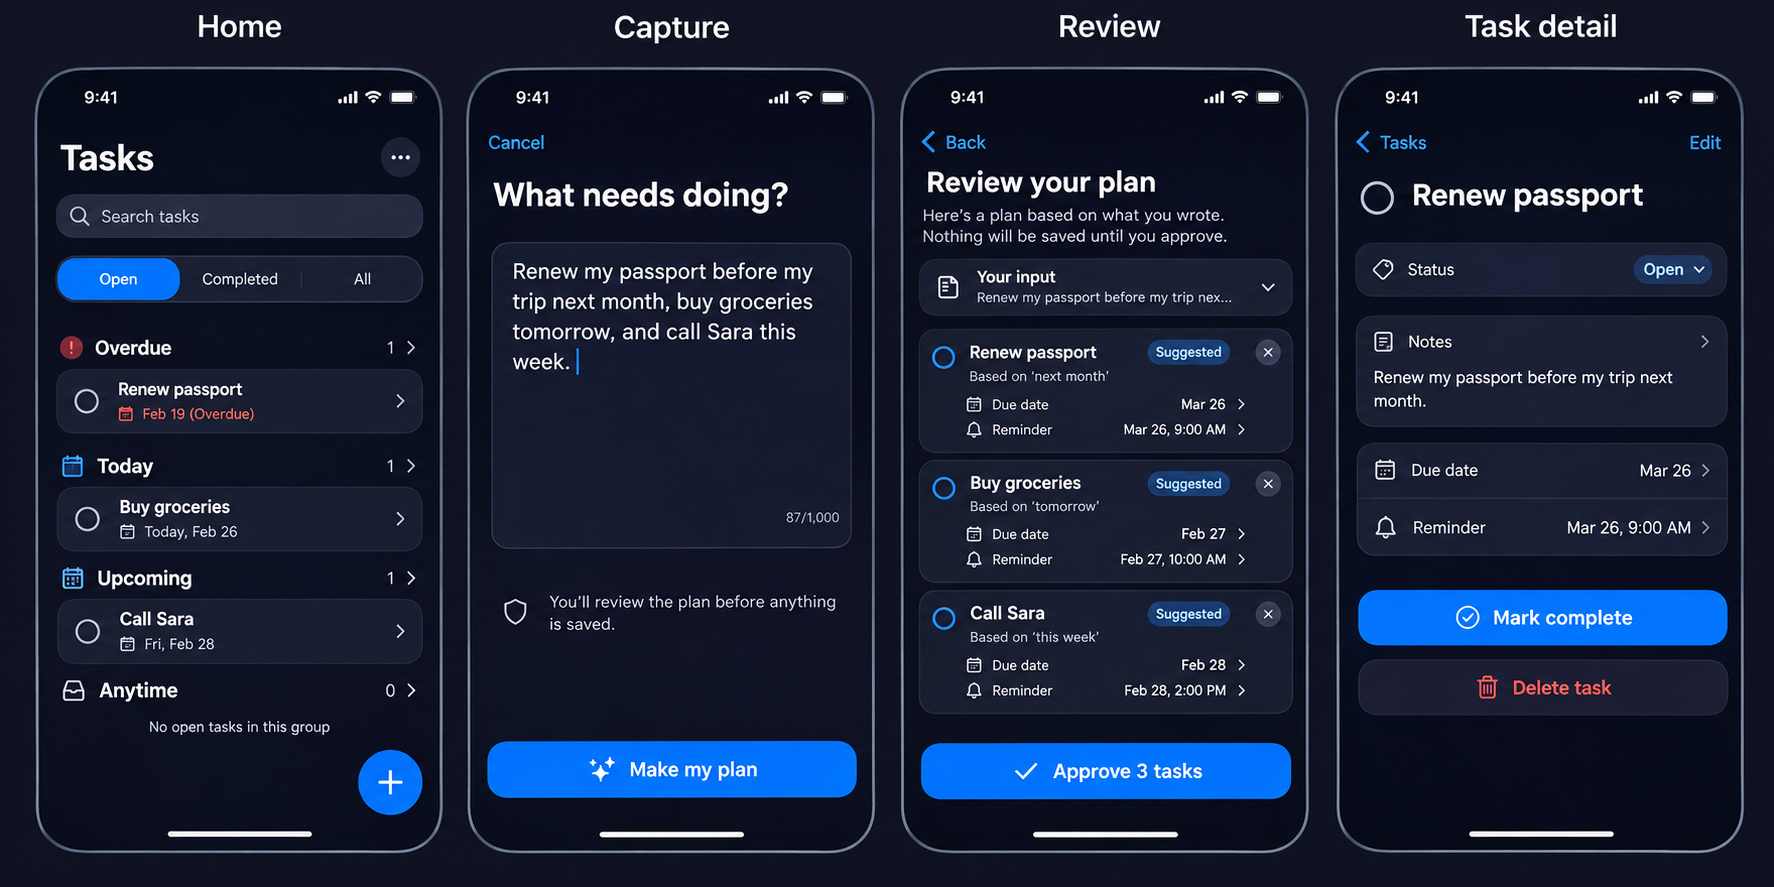 Home
9:41
Tasks
Search tasks
Open
Completed
All
Overdue
1
Renew passport
Feb 19 (Overdue)
Today
1
Buy groceries
Today, Feb 26
Upcoming
1
Call Sara
Fri, Feb 28
Anytime
0
No open tasks in this group
Capture
9:41
Cancel
What needs doing?
Renew my passport before my
trip next month, buy groceries
tomorrow, and call Sara this
week.
87/1,000
You'll review the plan before anything
is saved.
Make my plan
Review
9:41
Back
Review your plan
Here's a plan based on what you wrote.
Nothing will be saved until you approve.
Your input
Renew my passport before my trip nex...
Renew passport
Suggested
Based on 'next month'
Due date
Mar 26
Reminder
Mar 26, 9:00 AM
Buy groceries
Suggested
Based on 'tomorrow'
Due date
Feb 27
Reminder
Feb 27, 10:00 AM
Call Sara
Suggested
Based on 'this week'
Due date
Feb 28
Reminder
Feb 28, 2:00 PM
Approve 3 tasks
Task detail
9:41
Tasks
Edit
Renew passport
Status
Open
Notes
Renew my passport before my trip next
month.
Due date
Mar 26
Reminder
Mar 26, 9:00 AM
Mark complete
Delete task